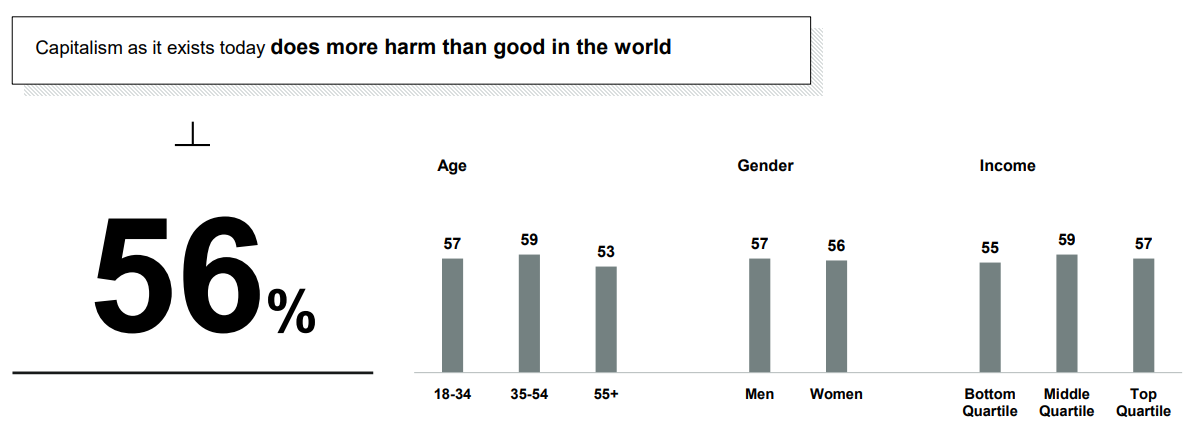 Capitalism as it exists today does more harm than good in the world
56%
Age
Gender
Income
57
59
53
57
56
55
59
57
18-34
35-54
55+
Men
Women
Bottom
Quartile
Middle
Quartile
Top
Quartile